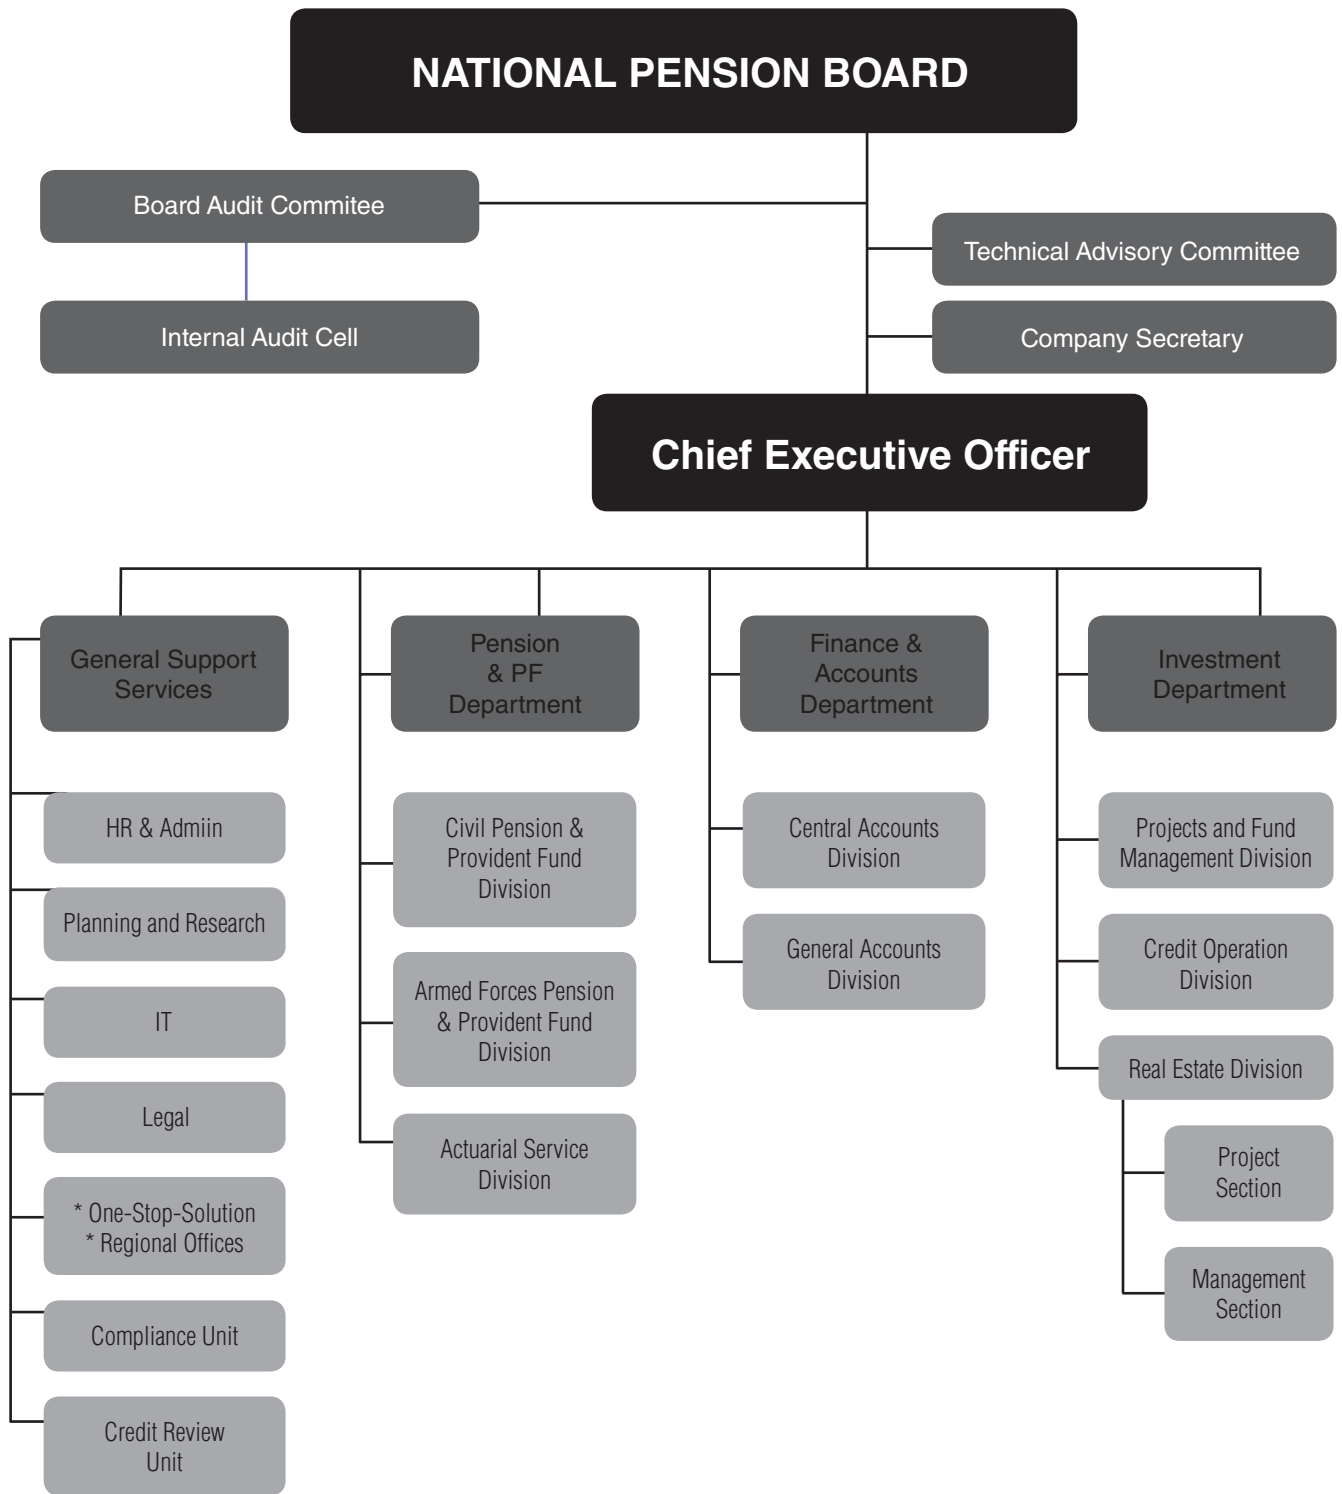 NATIONAL PENSION BOARD
Board Audit Commitee
Technical Advisory Committee
Internal Audit Cell
Company Secretary
Chief Executive Officer
General Support
Services
Pension
& PF
Department
Finance &
Accounts
Department
Investment
Department
HR & Admiin
Planning and Research
IT
Legal
* One-Stop-Solution
* Regional Offices
Compliance Unit
Credit Review
Unit
Civil Pension &
Provident Fund
Division
Armed Forces Pension
& Provident Fund
Division
Actuarial Service
Division
Central Accounts
Division
General Accounts
Division
Projects and Fund
Management Division
Credit Operation
Division
Real Estate Division
Project
Section
Management
Section